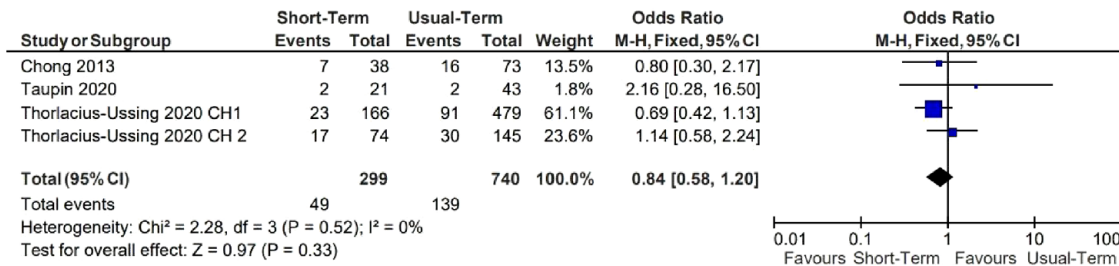 Short-Term Usual-Term Odds Ratio Odds Ratio
Study or Subgroup Events Total Events Total Weight M-H, Fixed, 95% CI M-H, Fixed, 95% CI
Chong 2013 7 38 16 73 13.5% 0.80 [0.30, 2.17]
Taupin 2020 2 21 2 43 1.8% 2.16 [0.28, 16.50]
Thorlacius-Ussing 2020 CH1 23 166 91 479 61.1% 0.69 [0.42, 1.13]
Thorlacius-Ussing 2020 CH 2 17 74 30 145 23.6% 1.14 [0.58, 2.24]
Total (95% CI) 299 740 100.0% 0.84 [0.58, 1.20]
Total events 49 139
Heterogeneity: Chi² = 2.28, df = 3 (P = 0.52); I² = 0%
Test for overall effect: Z = 0.97 (P = 0.33)
0.01 0.1 1 10 100
Favours Short-Term Favours Usual-Term